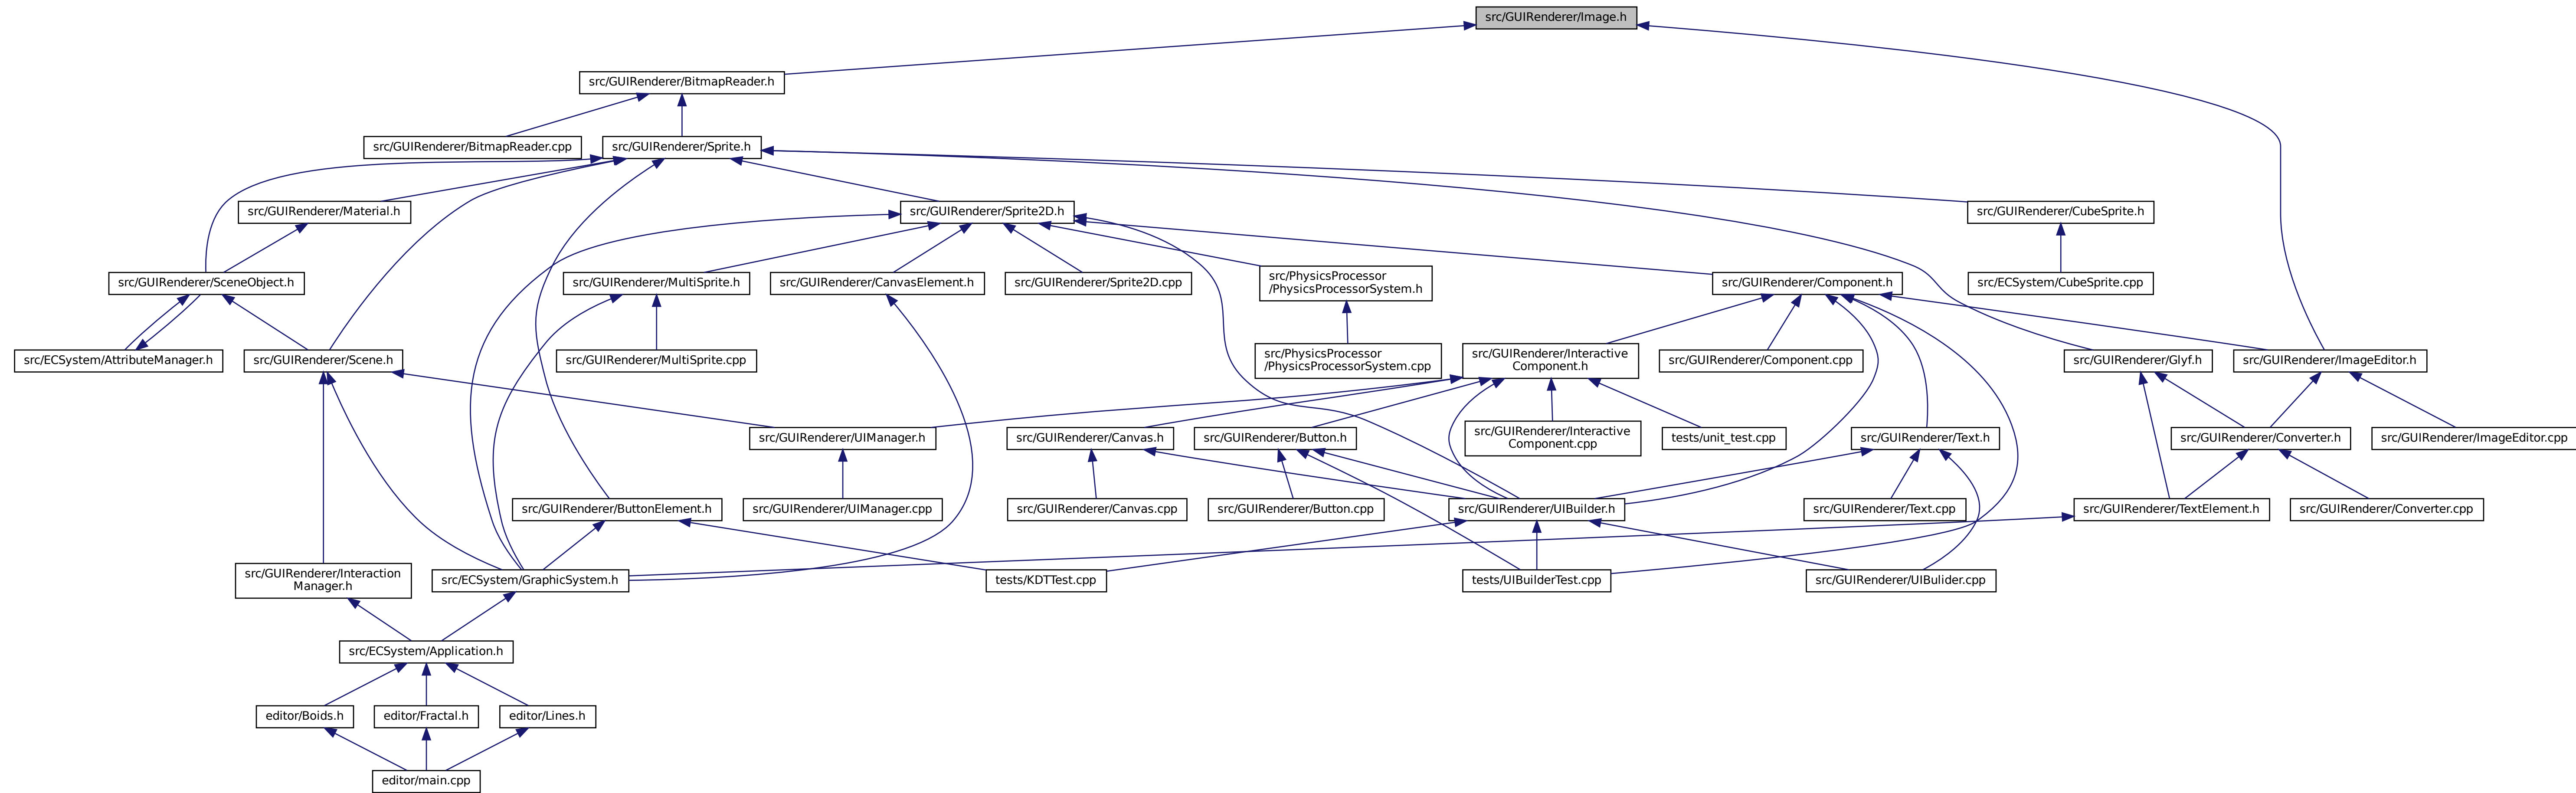 src/GUIRenderer/Image.h
src/GUIRenderer/BitmapReader.h
src/GUIRenderer/BitmapReader.cpp
src/GUIRenderer/Sprite.h
src/GUIRenderer/Material.h
src/GUIRenderer/Sprite2D.h
src/GUIRenderer/CubeSprite.h
src/GUIRenderer/SceneObject.h
src/GUIRenderer/MultiSprite.h
src/GUIRenderer/CanvasElement.h
src/GUIRenderer/Sprite2D.cpp
src/PhysicsProcessor
/PhysicsProcessorSystem.h
src/GUIRenderer/Component.h
src/ECSystem/CubeSprite.cpp
src/ECSystem/AttributeManager.h
src/GUIRenderer/Scene.h
src/GUIRenderer/MultiSprite.cpp
src/PhysicsProcessor
/PhysicsProcessorSystem.cpp
src/GUIRenderer/Interactive
Component.h
src/GUIRenderer/Component.cpp
src/GUIRenderer/Glyf.h
src/GUIRenderer/ImageEditor.h
src/GUIRenderer/UIManager.h
src/GUIRenderer/Canvas.h
src/GUIRenderer/Button.h
src/GUIRenderer/Interactive
Component.cpp
tests/unit_test.cpp
src/GUIRenderer/Text.h
src/GUIRenderer/Converter.h
src/GUIRenderer/ImageEditor.cpp
src/GUIRenderer/ButtonElement.h
src/GUIRenderer/UIManager.cpp
src/GUIRenderer/Canvas.cpp
src/GUIRenderer/Button.cpp
src/GUIRenderer/UIBuilder.h
src/GUIRenderer/Text.cpp
src/GUIRenderer/TextElement.h
src/GUIRenderer/Converter.cpp
src/GUIRenderer/Interaction
Manager.h
src/ECSystem/GraphicSystem.h
tests/KDTTest.cpp
tests/UIBuilderTest.cpp
src/GUIRenderer/UIBulider.cpp
src/ECSystem/Application.h
editor/Boids.h
editor/Fractal.h
editor/Lines.h
editor/main.cpp